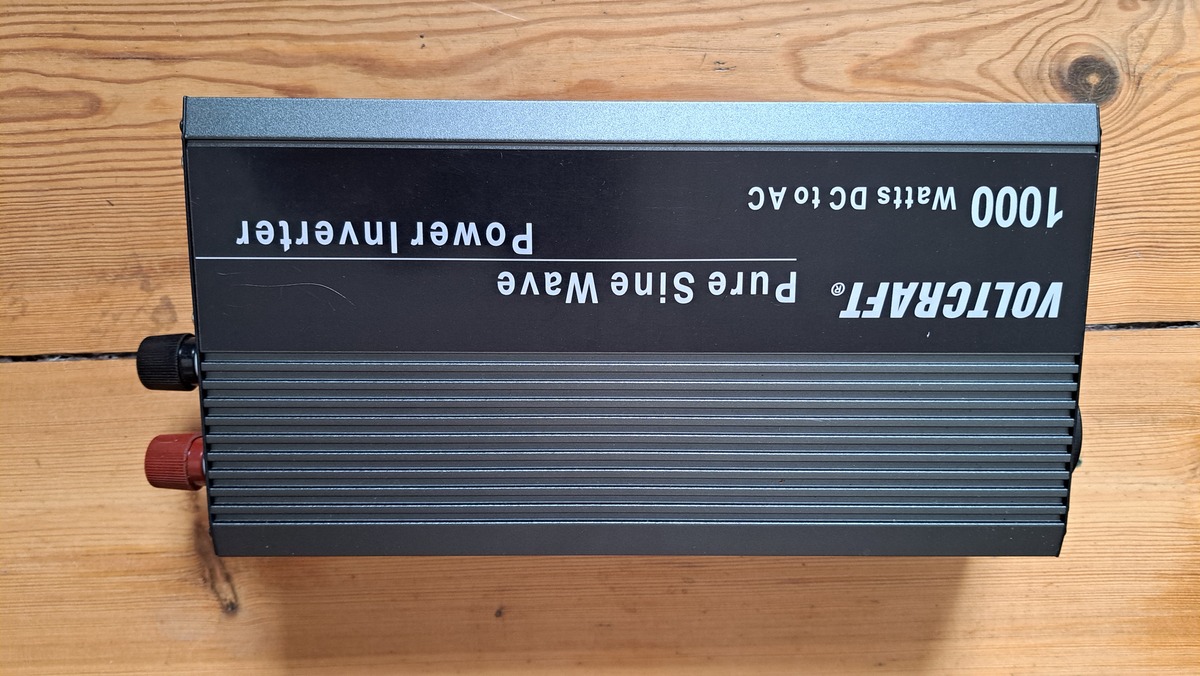 VOLTCRAFT®
Pure Sine Wave
Power Inverter
1000 Watts DC to AC